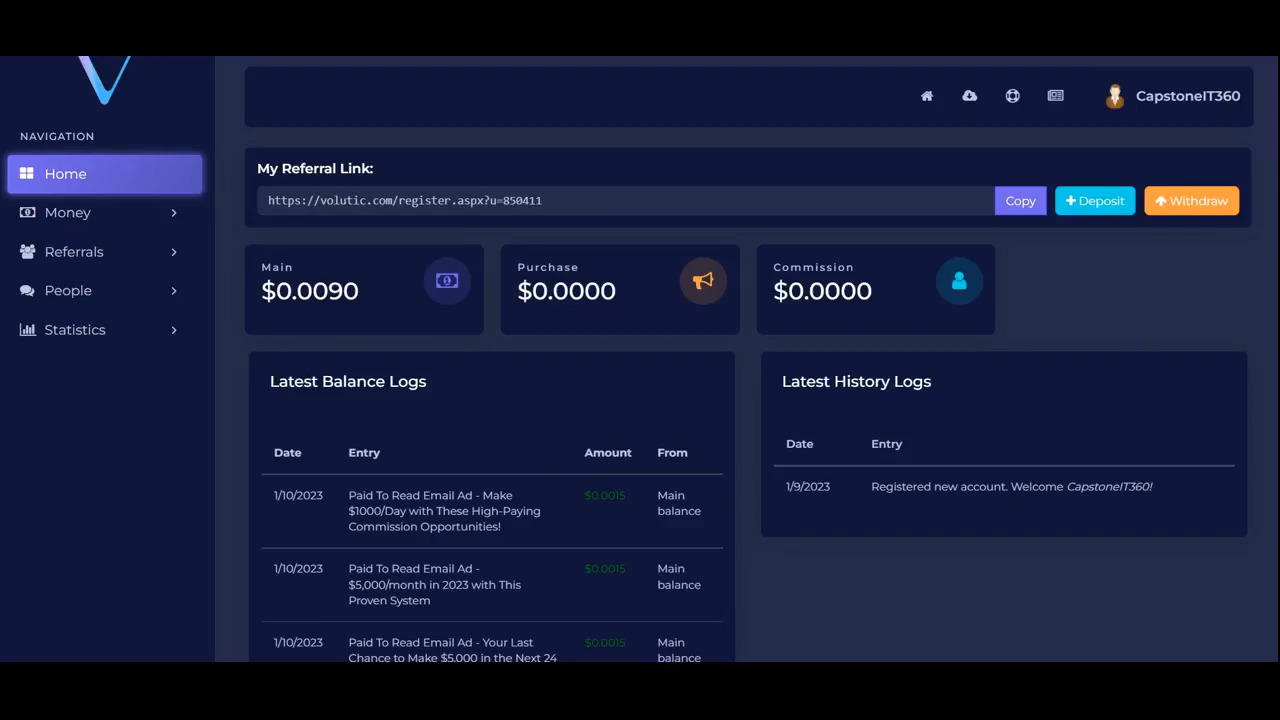 CapstoneIT360
NAVIGATION
Home
Money
Referrals
People
Statistics
My Referral Link:
https://volutic.com/register.aspx?u=850411
Copy
Deposit
Withdraw
Main
$0.0090
Purchase
$0.0000
Commission
$0.0000
Latest Balance Logs
Date Entry Amount From
1/10/2023 Paid To Read Email Ad - Make $0.0015 Main
$1000/Day with These High-Paying balance
Commission Opportunities!
1/10/2023 Paid To Read Email Ad - $0.0015 Main
$5,000/month in 2023 with This balance
Proven System
1/10/2023 Paid To Read Email Ad - Your Last $0.0015 Main
Chance to Make $5,000 in the Next 24 balance
Latest History Logs
Date Entry
1/9/2023 Registered new account. Welcome CapstoneIT360!